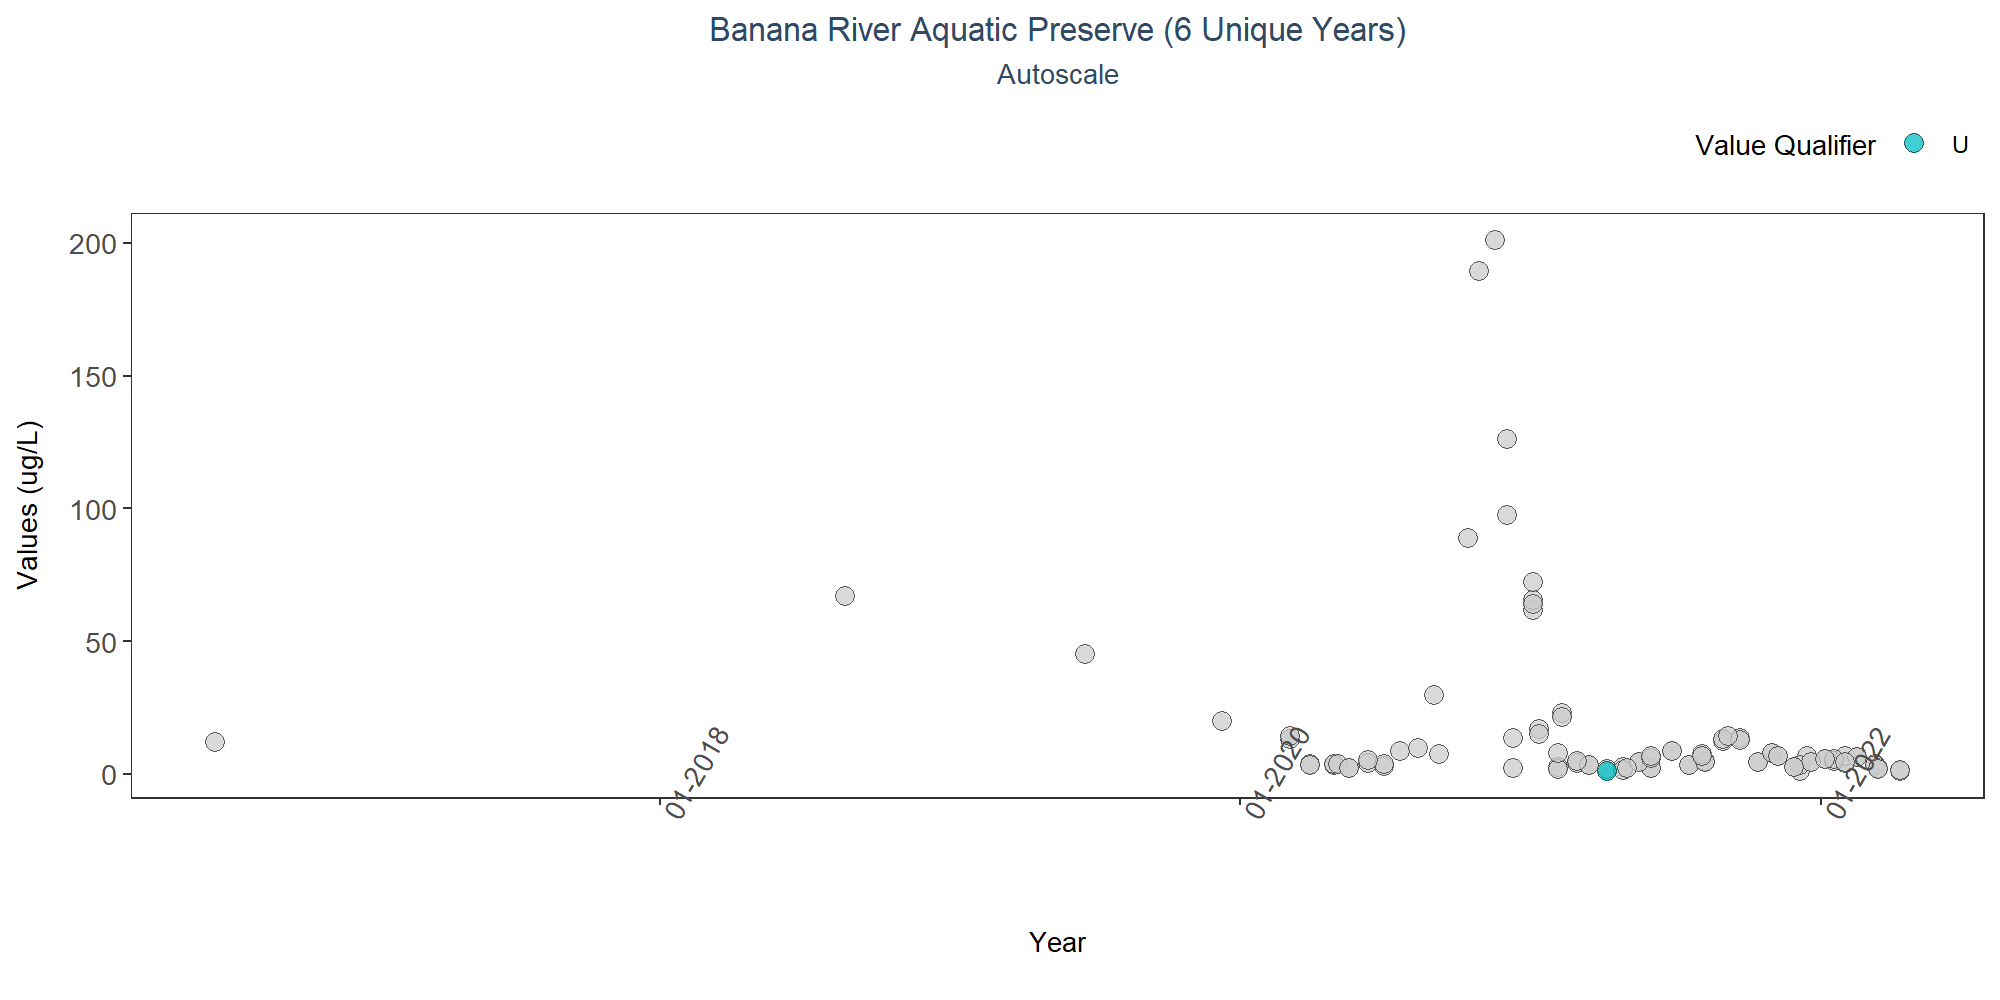 Banana River Aquatic Preserve (6 Unique Years)
Autoscale
Value Qualifier U
200
150
100
50
0
Values (ug/L)
01-2018
01-2020
01-2022
Year